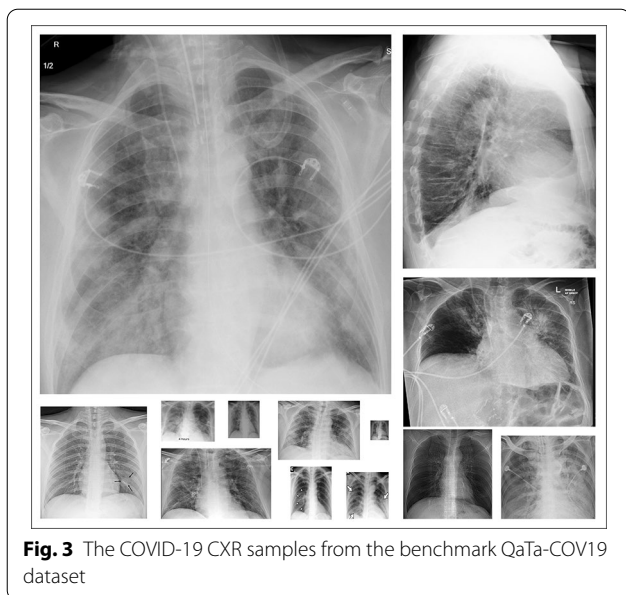 R
1/2
S
L
Fig. 3 The COVID-19 CXR samples from the benchmark QaTa-COV19
dataset